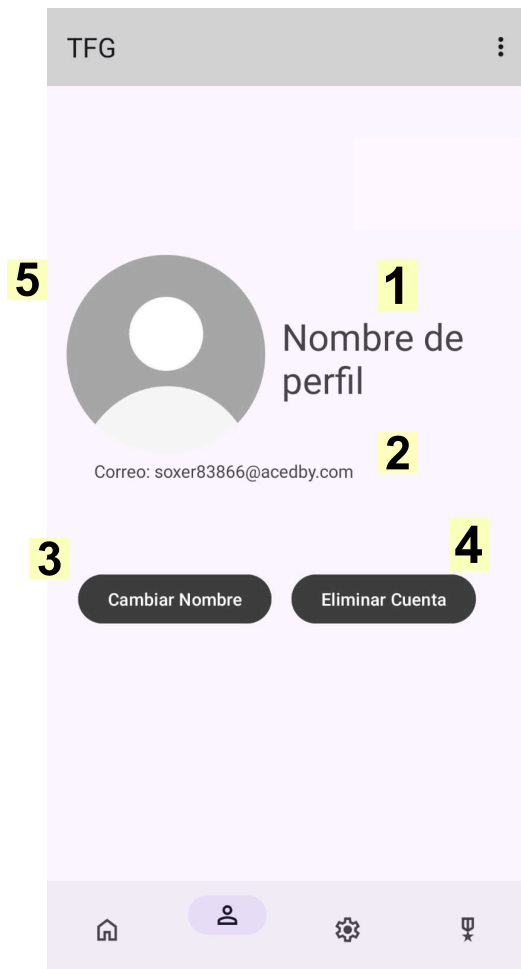 TFG
5
1
Nombre de
perfil
2
Correo: soxer83866@acedby.com
3
4
Cambiar Nombre
Eliminar Cuenta